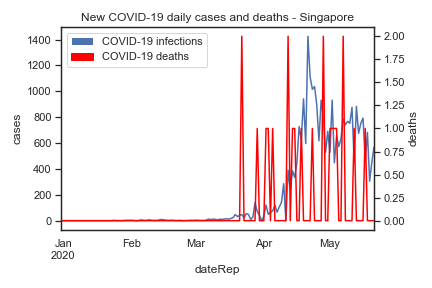 New COVID-19 daily cases and deaths - Singapore
COVID-19 infections
COVID-19 deaths
1400
1200
1000
800
600
400
200
0
cases
2.00
1.75
1.50
1.25
1.00
0.75
0.50
0.25
0.00
deaths
Jan Feb Mar Apr May
2020
dateRep